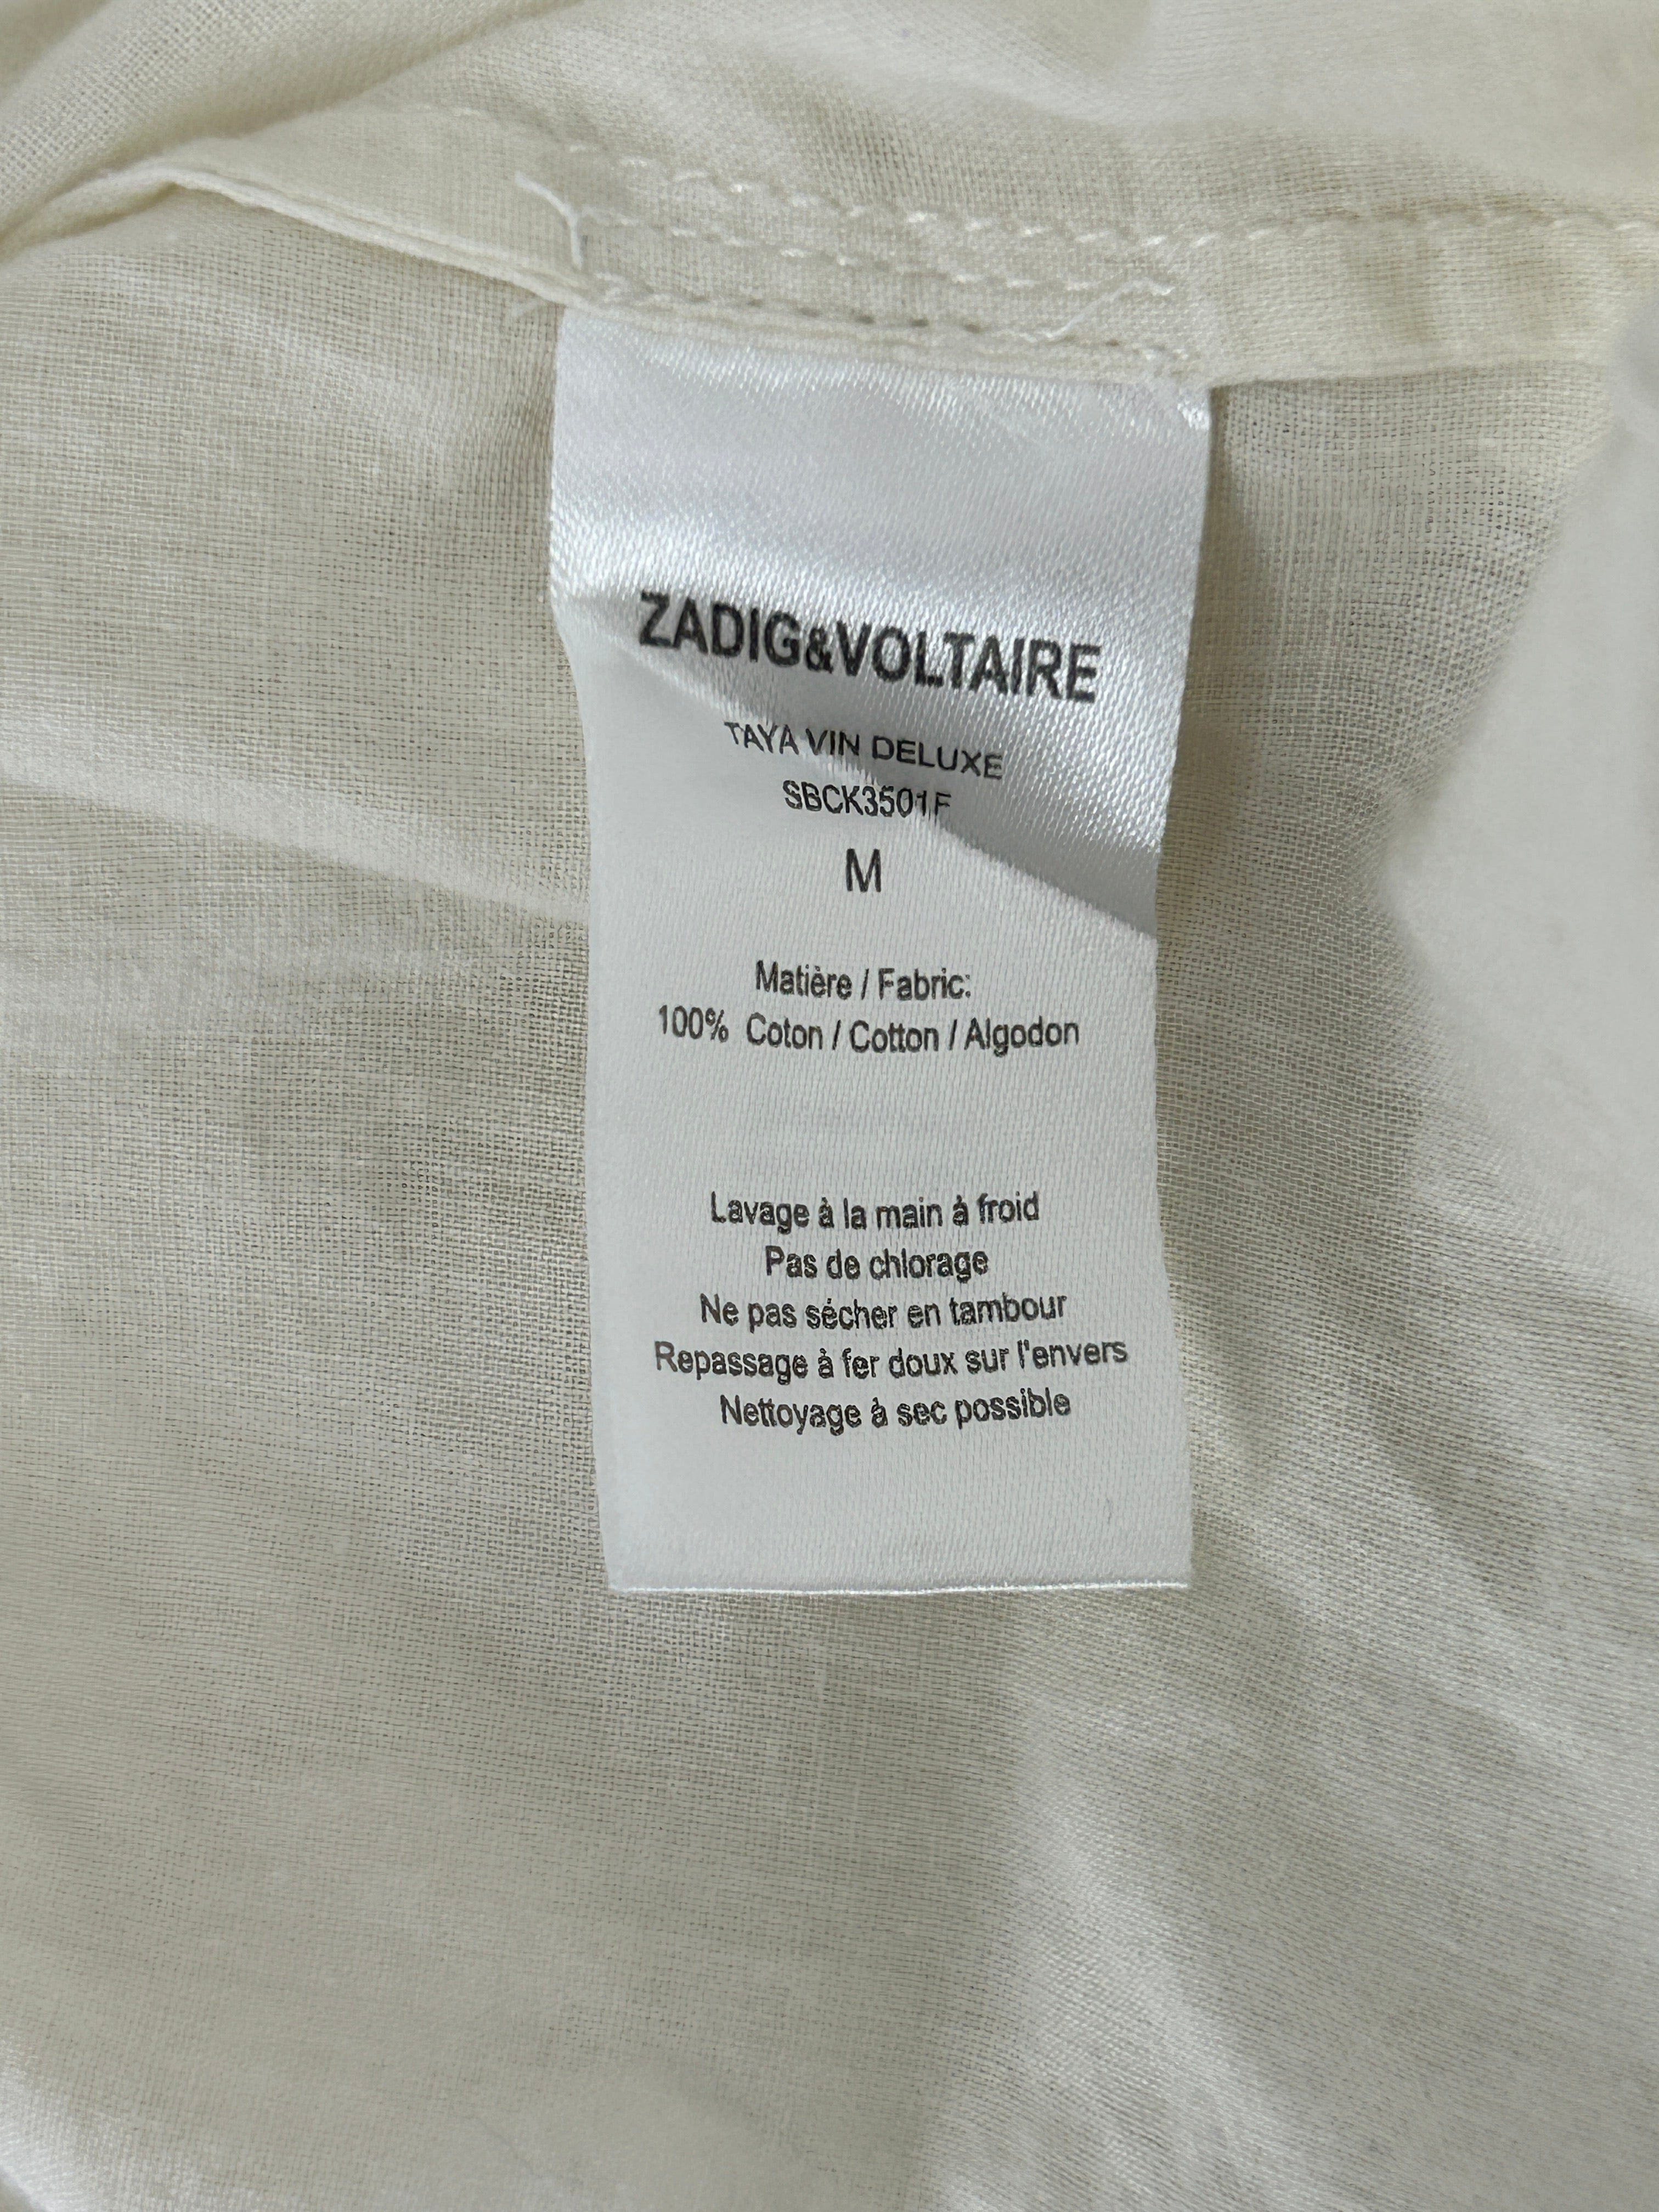 ZADIG&VOLTAIRE
TAYA VIN DELUXE
SBCK3501F
M
Matière / Fabric:
100% Coton / Cotton / Algodon
Lavage à la main à froid
Pas de chlorage
Ne pas sécher en tambour
Repassage à fer doux sur l'envers
Nettoyage à sec possible